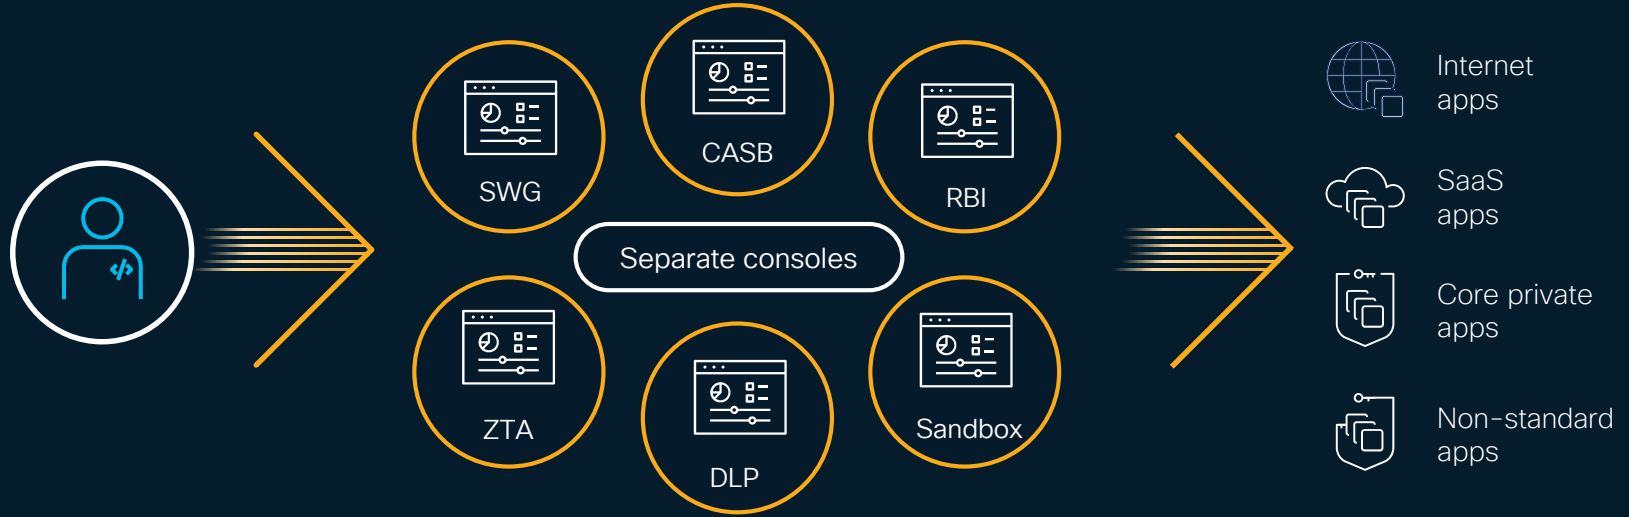 SWG
CASB
RBI
Separate consoles
ZTA
DLP
Sandbox
Internet
apps
SaaS
apps
Core private
apps
Non-standard
apps